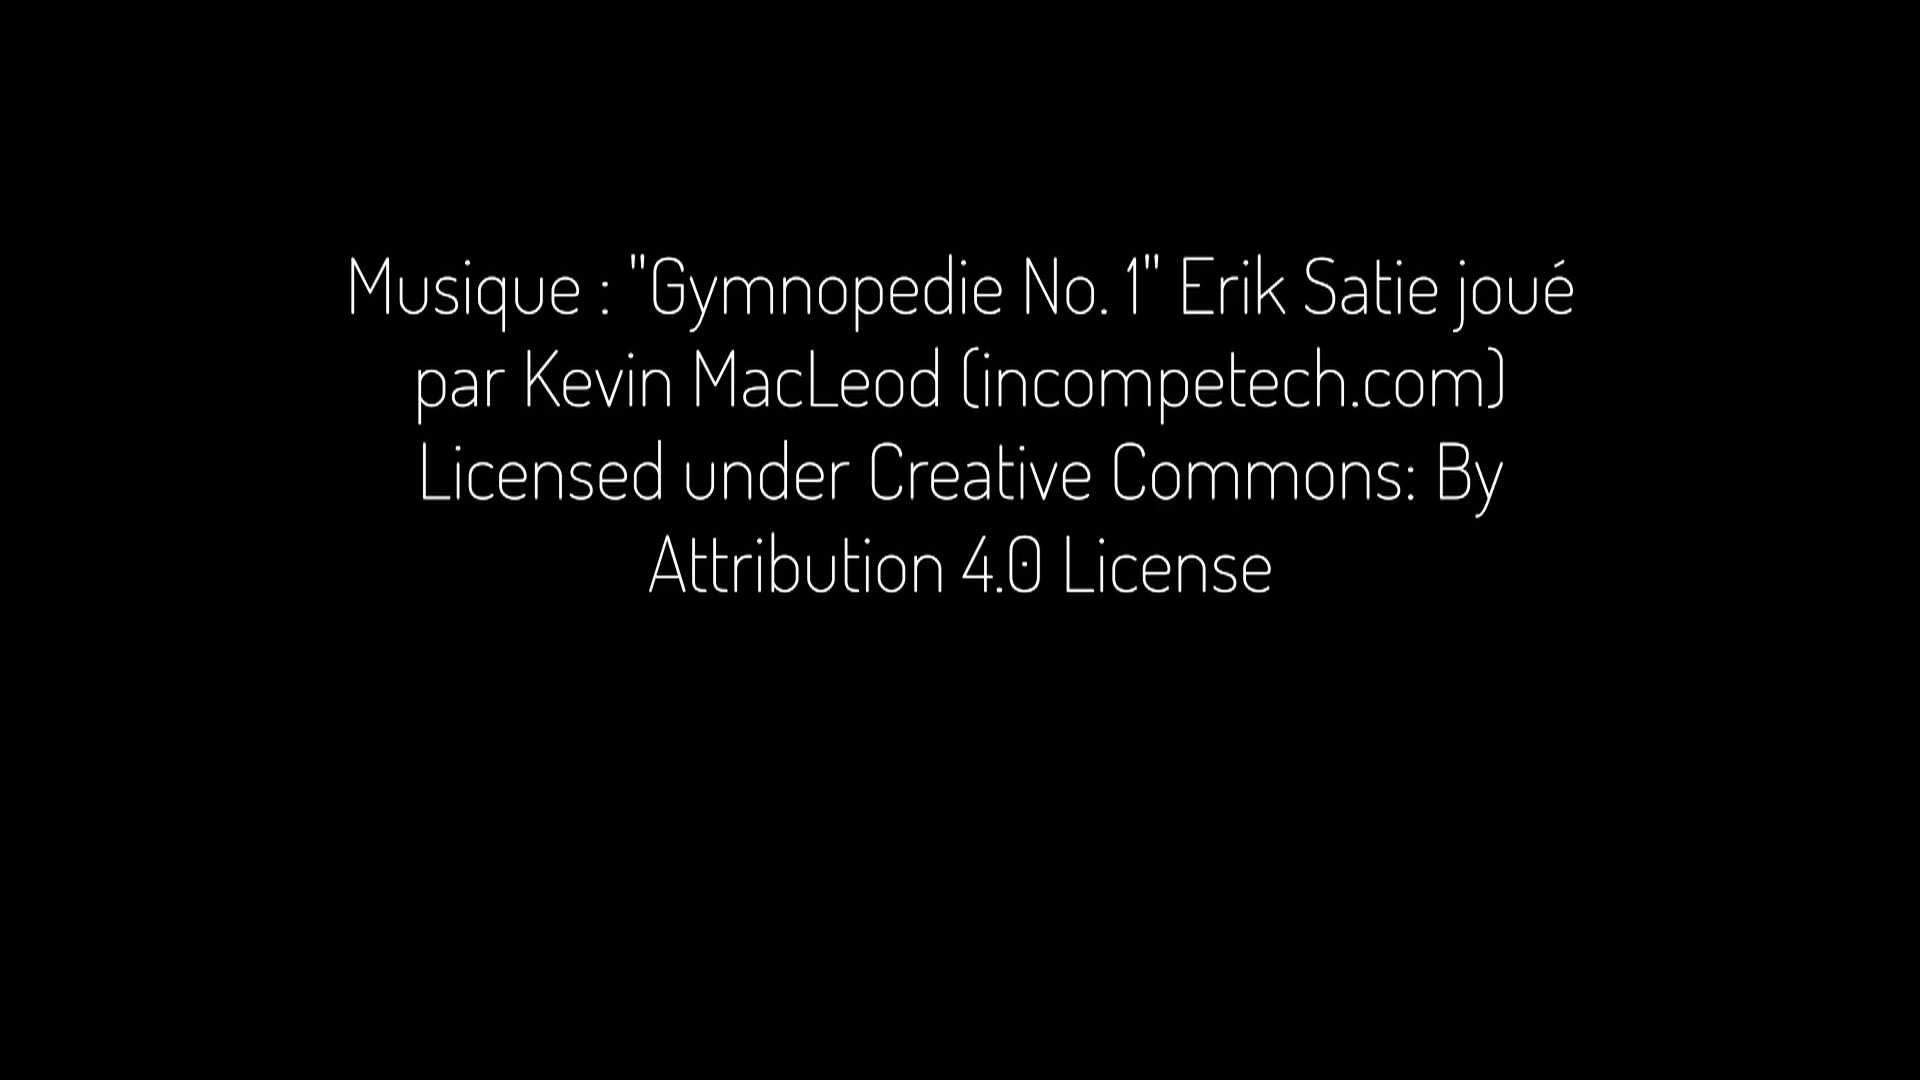 Musique : "Gymnopedie No. 1" Erik Satie joué
par Kevin MacLeod (incompetech.com)
Licensed under Creative Commons: By
Attribution 4.0 License